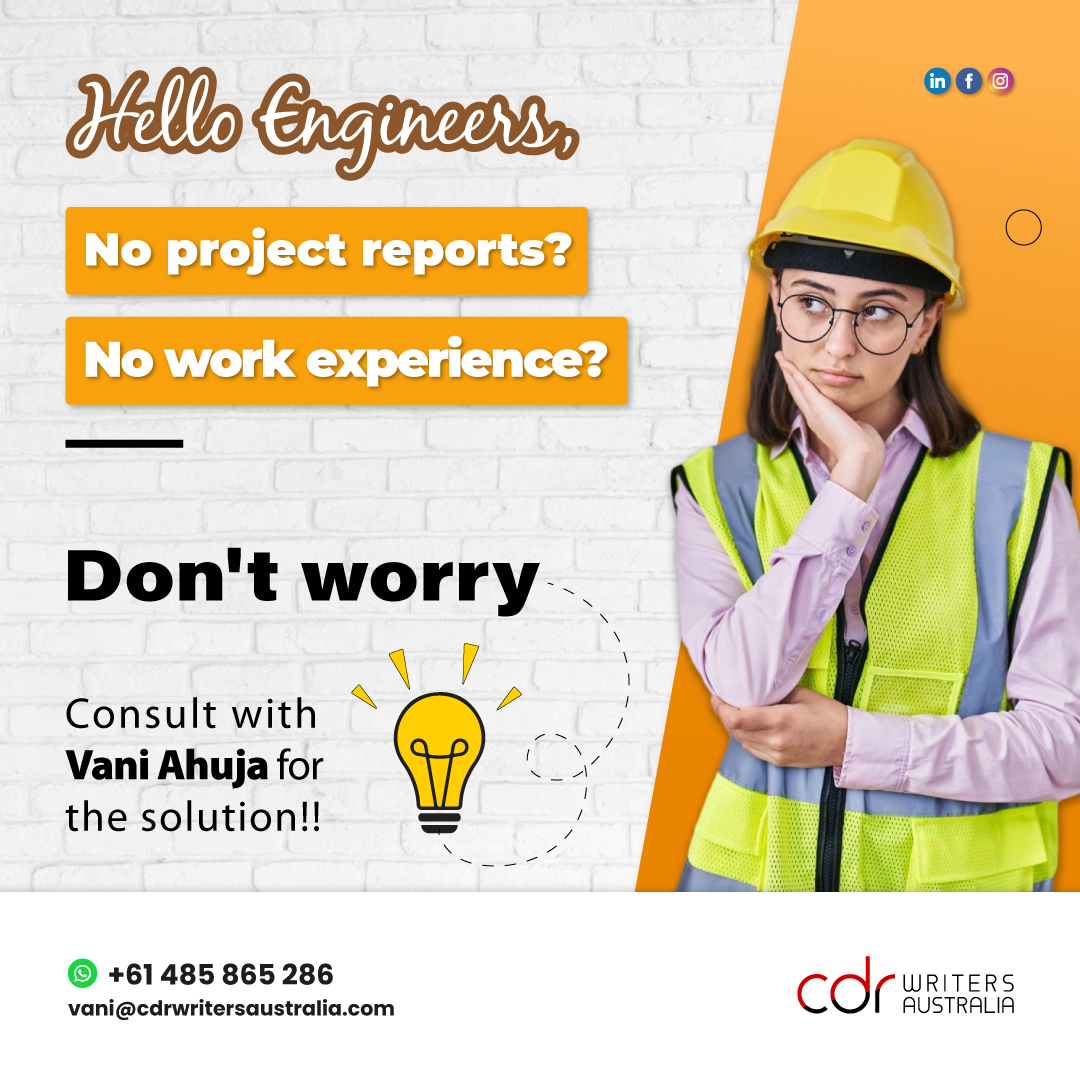 Hello Engineers,
No project reports?
No work experience?
Don't worry
Consult with
Vani Ahuja for
the solution!!
+61 485 865 286
vani@cdrwritersaustralia.com
cdr WRITERS
AUSTRALIA